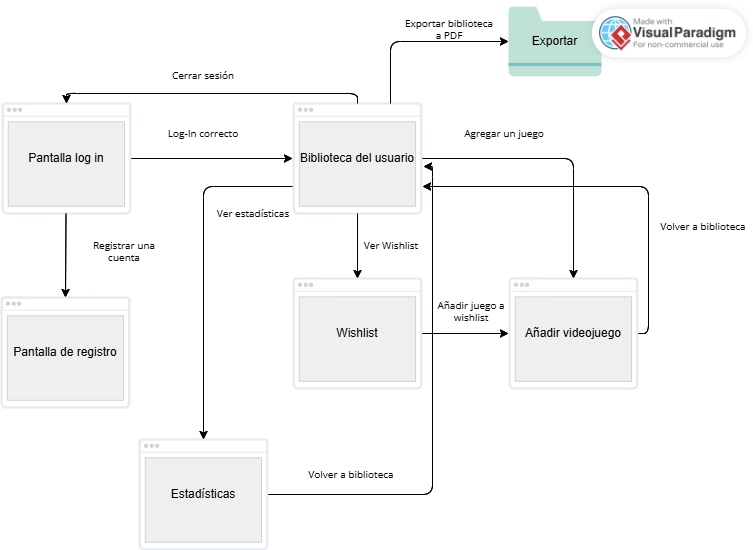 Exportar biblioteca
a PDF
Exportar
Made with
VisualParadigm
For non-commercial use
Cerrar sesión
Pantalla log in
Log-In correcto
Biblioteca del usuario
Agregar un juego
Ver estadísticas
Volver a biblioteca
Registrar una
cuenta
Ver Wishlist
Añadir juego a
wishlist
Pantalla de registro
Wishlist
Añadir videojuego
Volver a biblioteca
Estadísticas